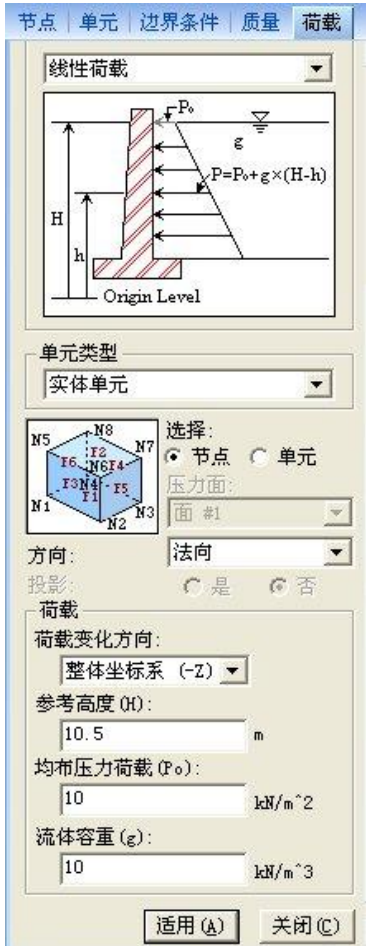 节点 单元 边界条件 质量 荷载
线性荷载
P₀
g
P=P₀+g×(H-h)
H
h
Origin Level
单元类型
实体单元
N5 N8 N7
F2
F6 N6 F4
F3 N4 F5
N1 F1 N3
N2
选择:
节点 单元
压力面:
面 #1
方向: 法向
投影: 是 否
荷载
荷载变化方向:
整体坐标系 (-Z)
参考高度(H):
10.5 m
均布压力荷载(P₀):
10 kN/m^2
流体容重(g):
10 kN/m^3
适用(A) 关闭(C)